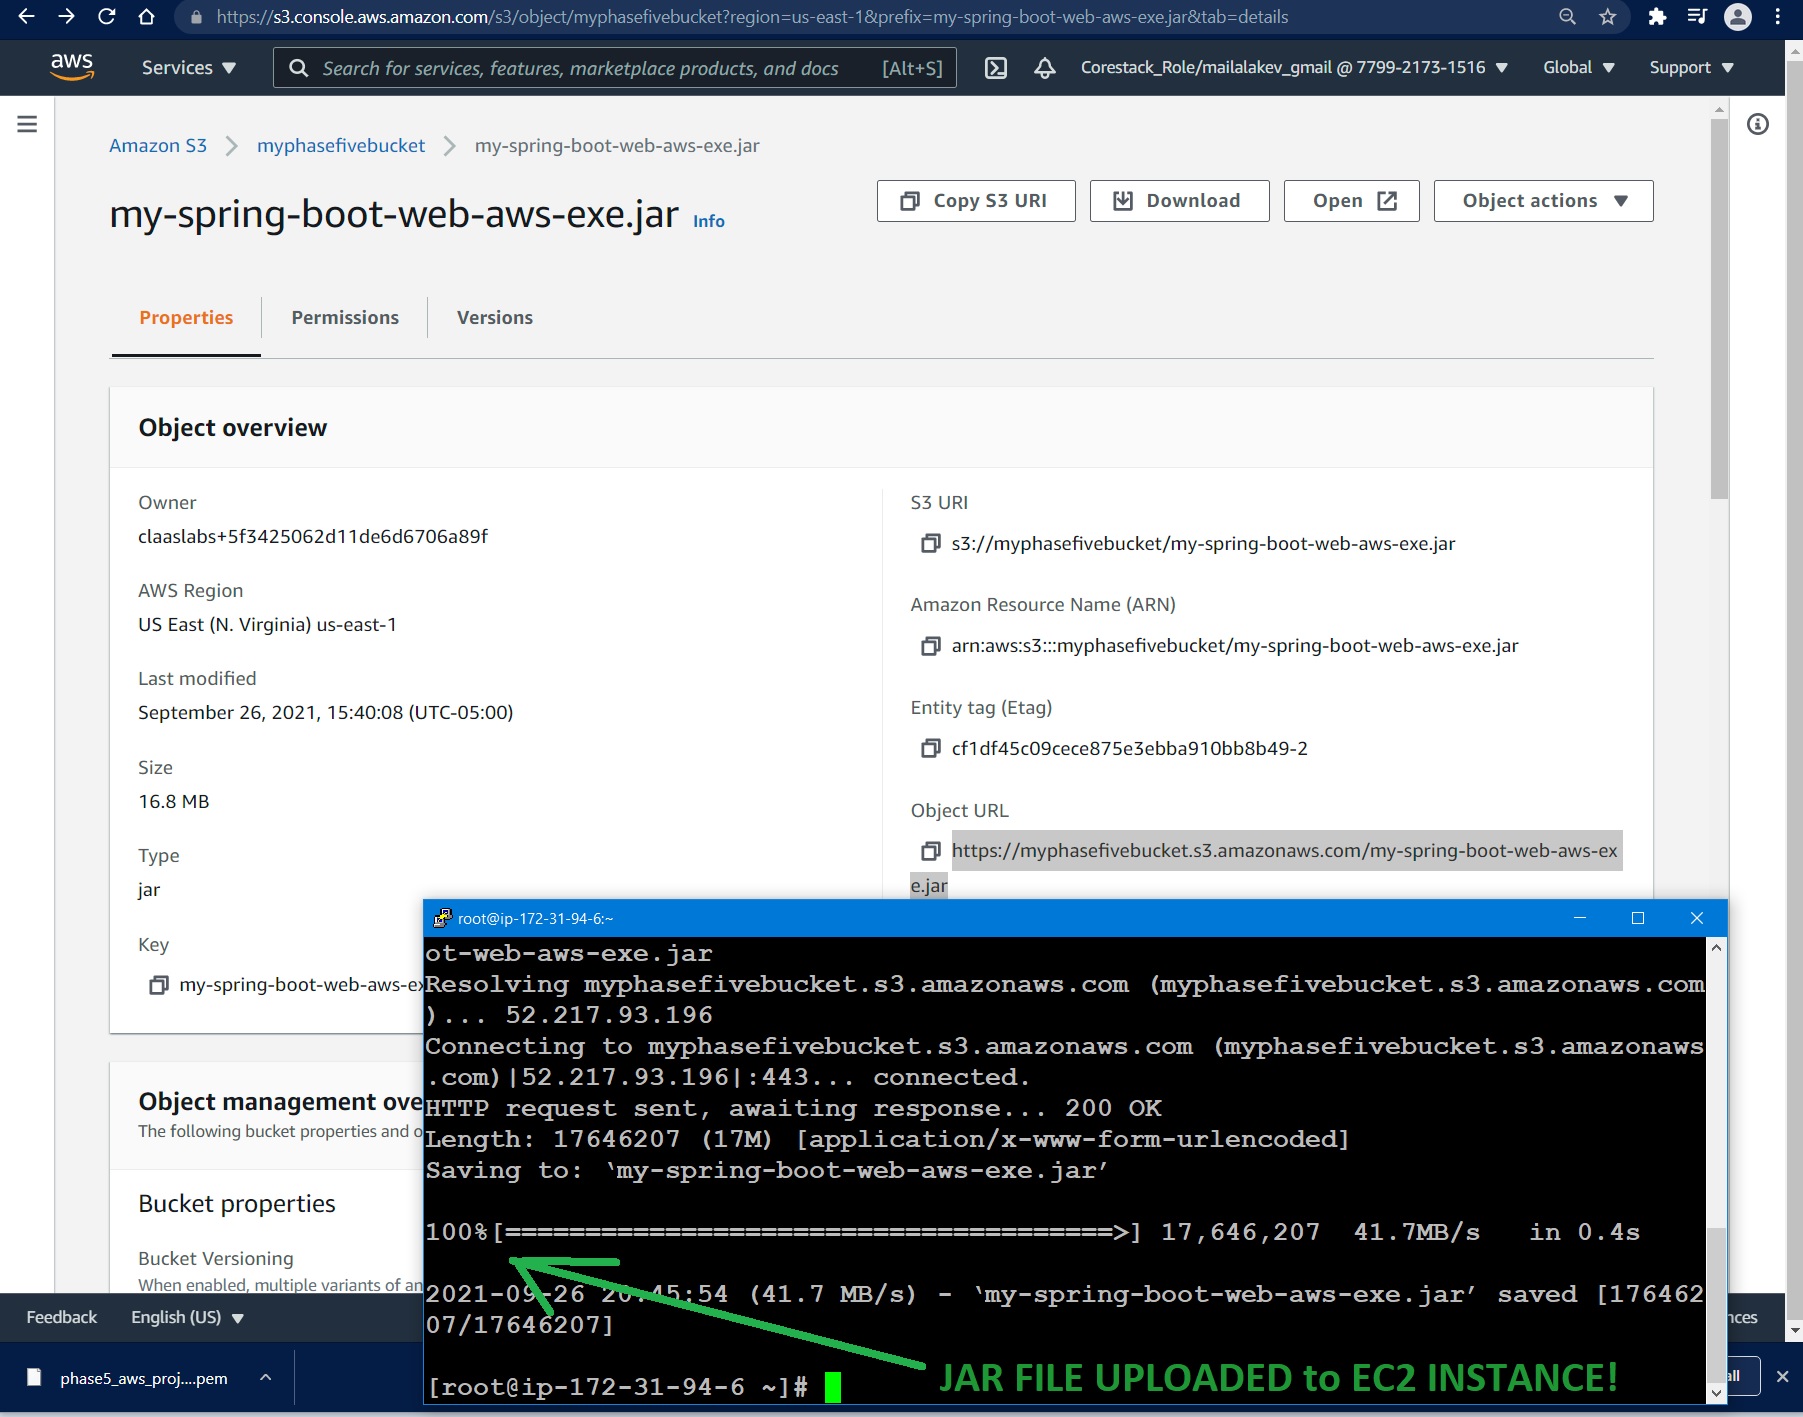 https://s3.console.aws.amazon.com/s3/object/myphasefivebucket?region=us-east-1&prefix=my-spring-boot-web-aws-exe.jar&tab=details
aws Services Search for services, features, marketplace products, and docs [Alt+S] Corestack_Role/mailalakev_gmail @ 7799-2173-1516 Global Support
Amazon S3 myphasefivebucket my-spring-boot-web-aws-exe.jar
my-spring-boot-web-aws-exe.jar Info Copy S3 URI Download Open Object actions
Properties Permissions Versions
Object overview
Owner
claaslabs+5f3425062d11de6d6706a89f
AWS Region
US East (N. Virginia) us-east-1
Last modified
September 26, 2021, 15:40:08 (UTC-05:00)
Size
16.8 MB
Type
jar
Key
my-spring-boot-web-aws-ex
S3 URI
s3://myphasefivebucket/my-spring-boot-web-aws-exe.jar
Amazon Resource Name (ARN)
arn:aws:s3:::myphasefivebucket/my-spring-boot-web-aws-exe.jar
Entity tag (Etag)
cf1df45c09cece875e3ebba910bb8b49-2
Object URL
https://myphasefivebucket.s3.amazonaws.com/my-spring-boot-web-aws-ex
e.jar
Object management ove
The following bucket properties and o
Bucket properties
Bucket Versioning
When enabled, multiple variants of an
root@ip-172-31-94-6:~
ot-web-aws-exe.jar
Resolving myphasefivebucket.s3.amazonaws.com (myphasefivebucket.s3.amazonaws.com
)... 52.217.93.196
Connecting to myphasefivebucket.s3.amazonaws.com (myphasefivebucket.s3.amazonaws
.com)|52.217.93.196|:443... connected.
HTTP request sent, awaiting response... 200 OK
Length: 17646207 (17M) [application/x-www-form-urlencoded]
Saving to: ‘my-spring-boot-web-aws-exe.jar’
100%[======================================>] 17,646,207 41.7MB/s in 0.4s
2021-09-26 20:45:54 (41.7 MB/s) - ‘my-spring-boot-web-aws-exe.jar’ saved [176462
07/17646207]
[root@ip-172-31-94-6 ~]#
JAR FILE UPLOADED to EC2 INSTANCE!
Feedback English (US) nces
phase5_aws_proj....pem all